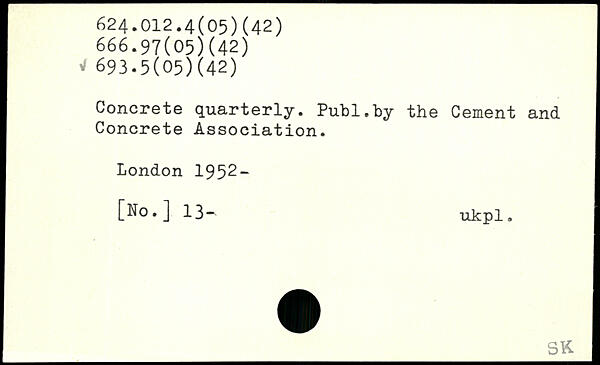 624.012.4(05)(42)
666.97(05)(42)
✓ 693.5(05)(42)
Concrete quarterly. Publ.by the Cement and
Concrete Association.
London 1952-
[No.] 13-
ukpl.
SK